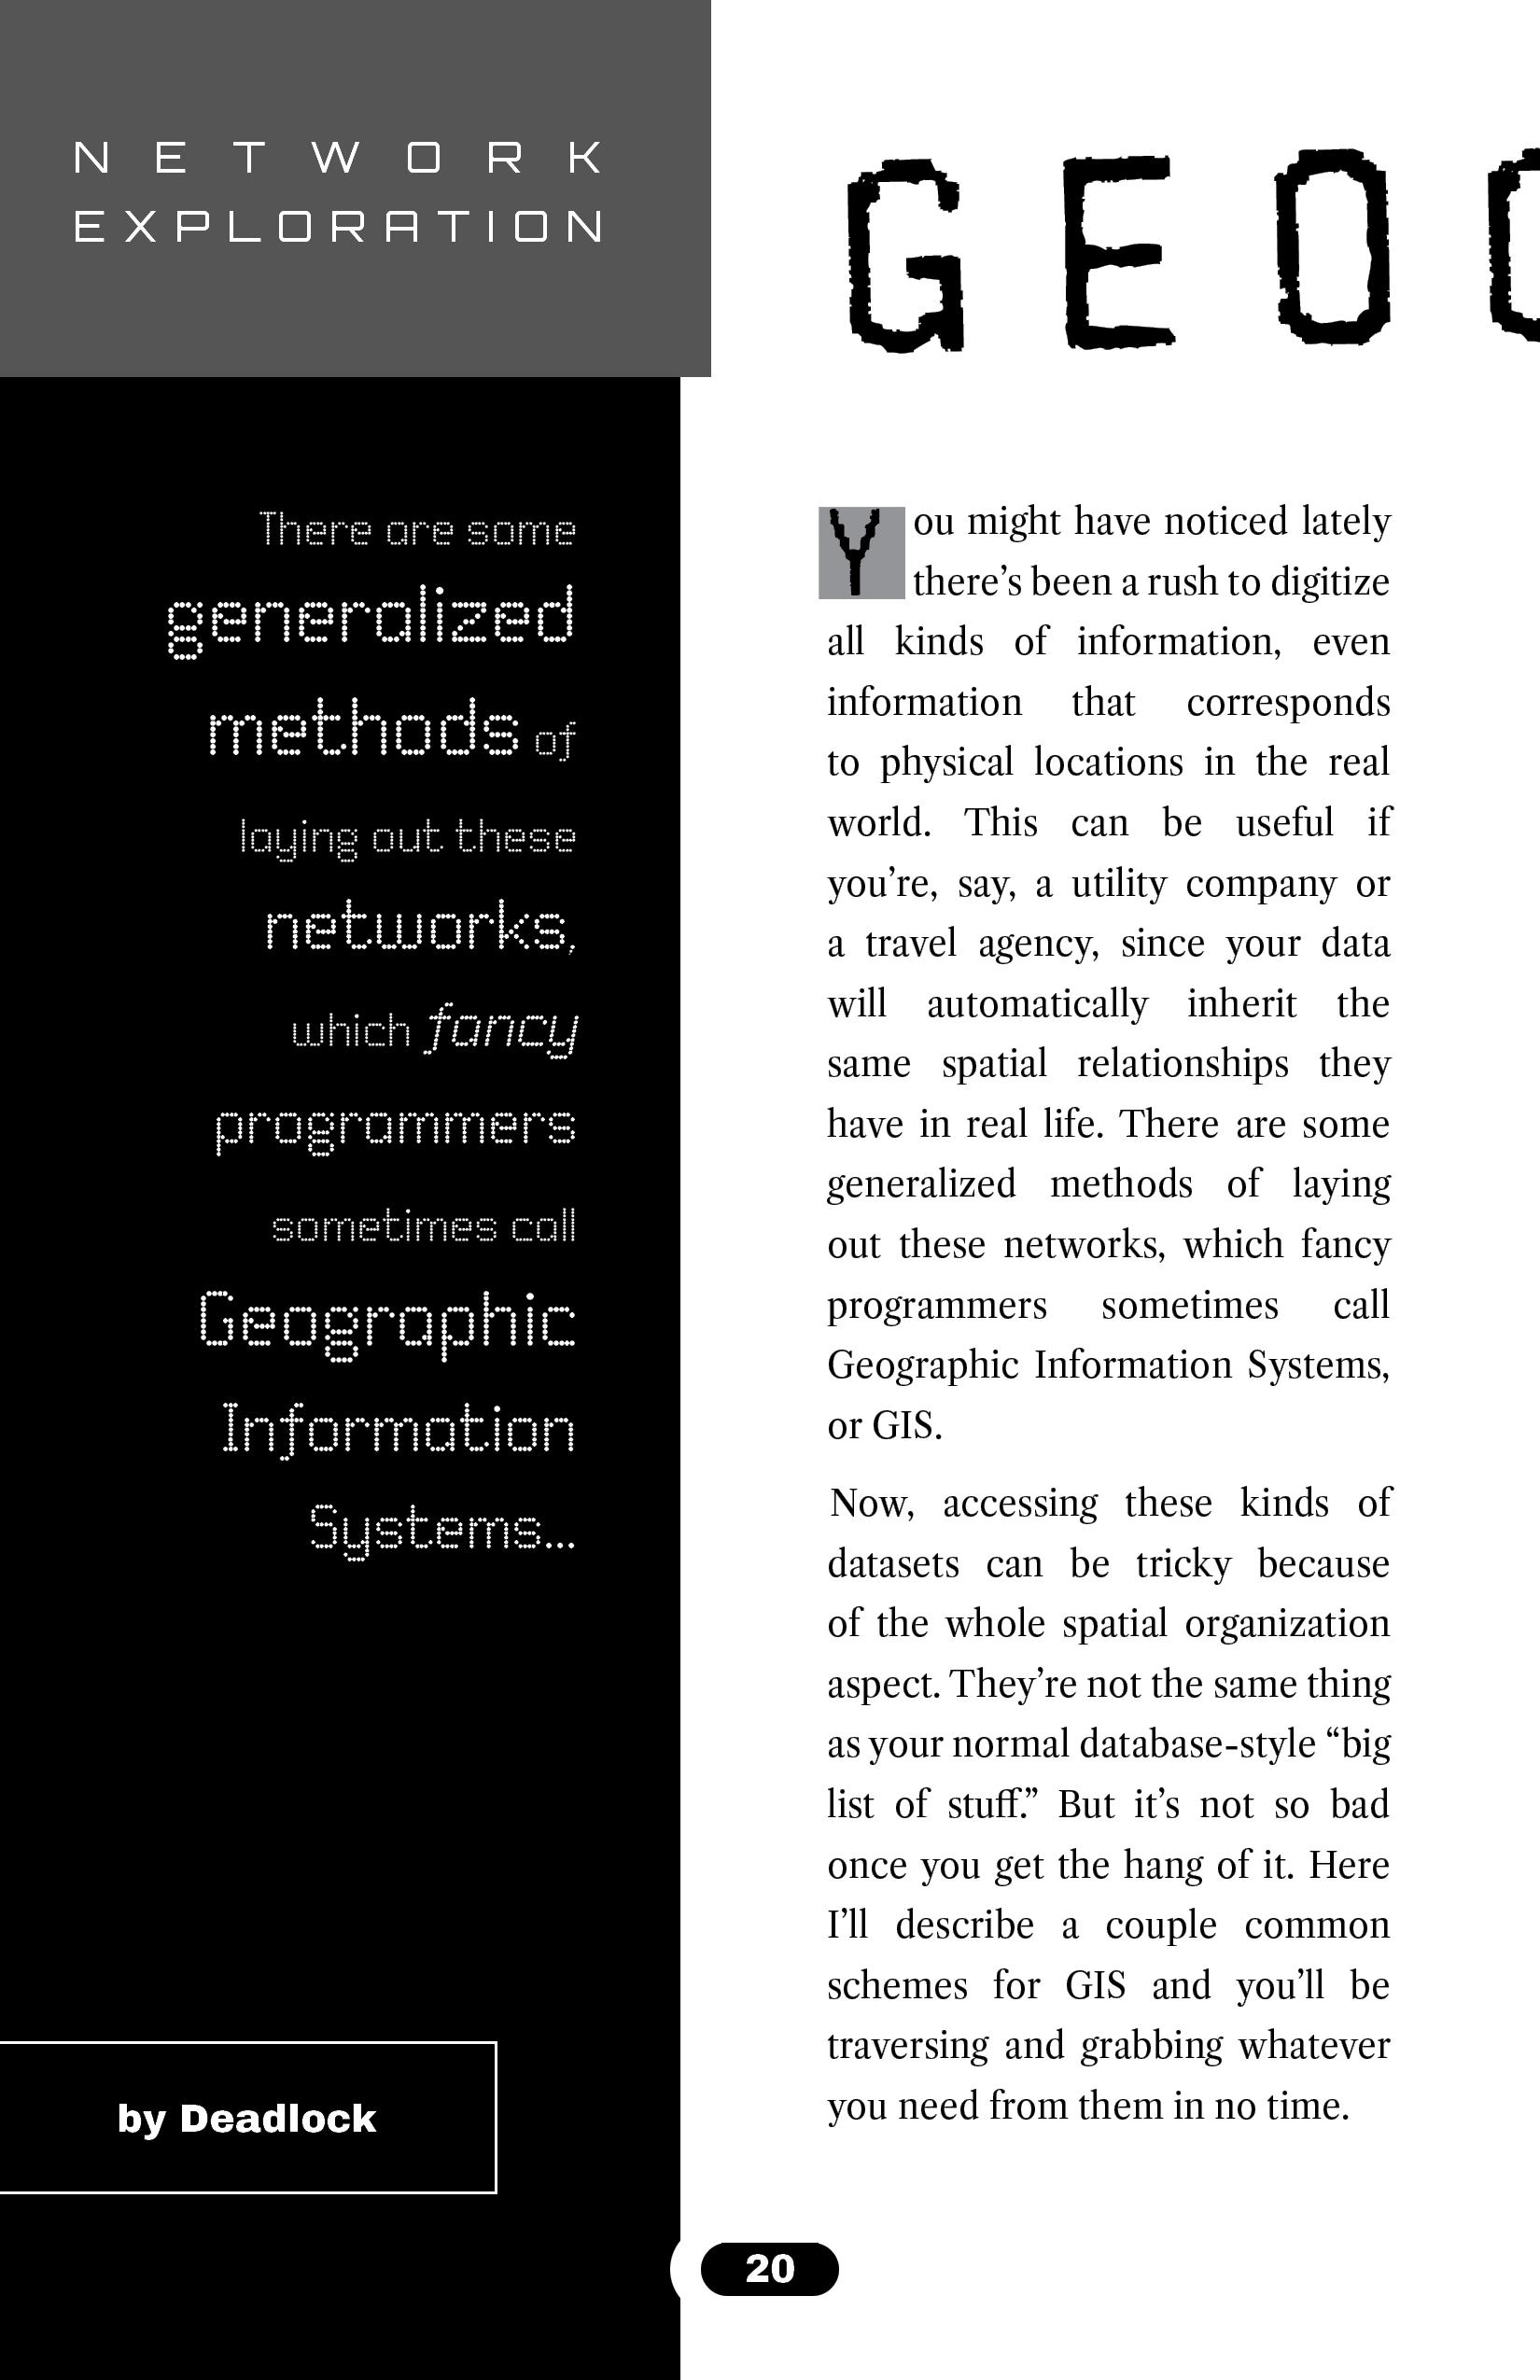 NETWORK
EXPLORATION
GEO
There are some
generalized
methods of
laying out these
networks,
which fancy
programmers
sometimes call
Geographic
Information
Systems...
by Deadlock
You might have noticed lately
there’s been a rush to digitize
all kinds of information, even
information that corresponds
to physical locations in the real
world. This can be useful if
you’re, say, a utility company or
a travel agency, since your data
will automatically inherit the
same spatial relationships they
have in real life. There are some
generalized methods of laying
out these networks, which fancy
programmers sometimes call
Geographic Information Systems,
or GIS.
Now, accessing these kinds of
datasets can be tricky because
of the whole spatial organization
aspect. They’re not the same thing
as your normal database-style “big
list of stuff.” But it’s not so bad
once you get the hang of it. Here
I’ll describe a couple common
schemes for GIS and you’ll be
traversing and grabbing whatever
you need from them in no time.
20